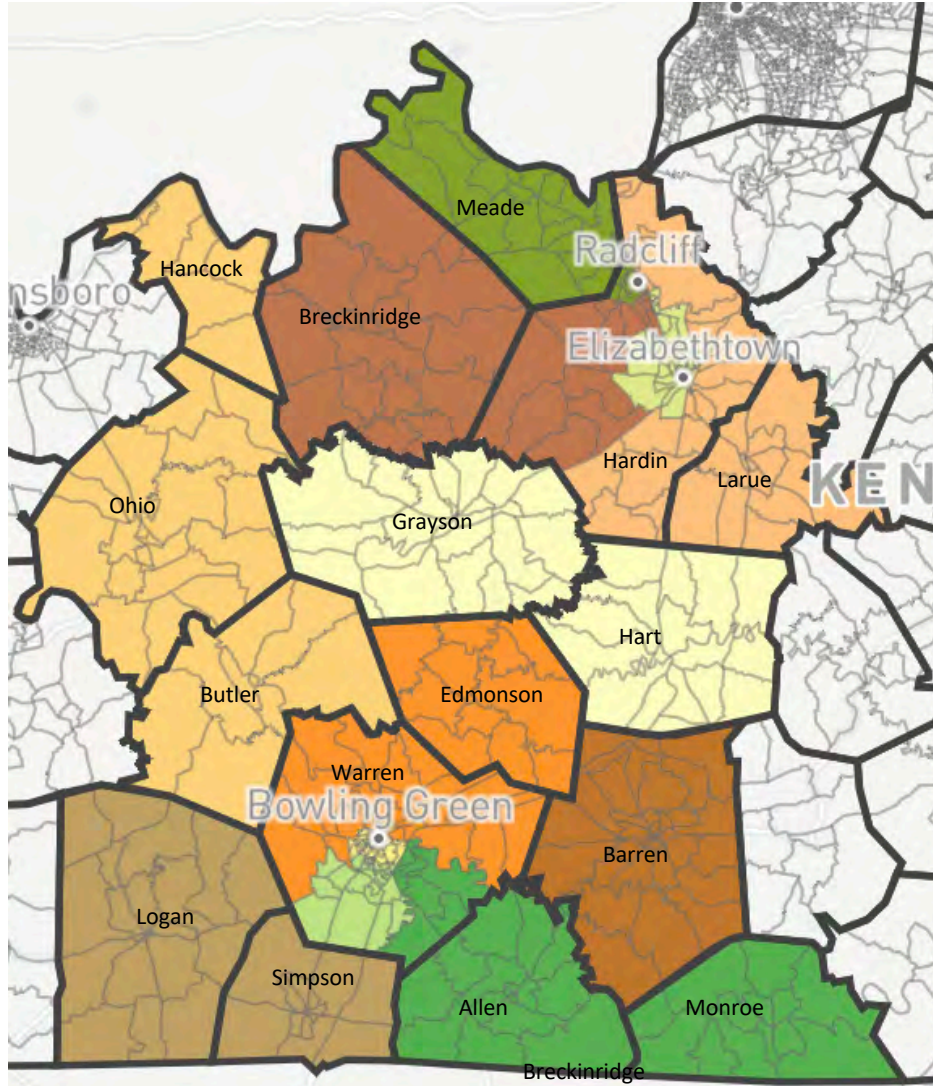 Meade
Radcliff
Hancock
nsboro
Breckinridge
Elizabethtown
Hardin
Larue
KEN
Ohio
Grayson
Hart
Butler
Edmonson
Warren
Bowling Green
Barren
Logan
Simpson
Allen
Monroe
Breckinridge